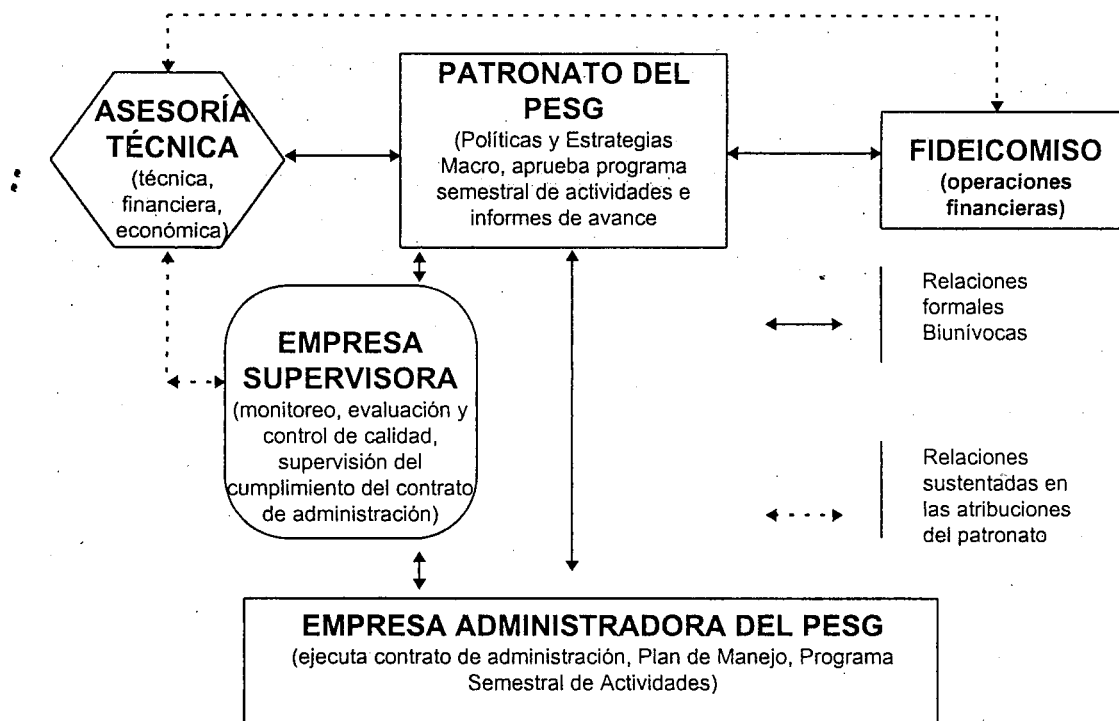 ASESORÍA
TÉCNICA
(técnica,
financiera,
económica)
PATRONATO DEL
PESG
(Políticas y Estrategias
Macro, aprueba programa
semestral de actividades e
informes de avance
FIDEICOMISO
(operaciones
financieras)
Relaciones
formales
Biunívocas
EMPRESA
SUPERVISORA
(monitoreo, evaluación y
control de calidad,
supervisión del
cumplimiento del contrato
de administración)
Relaciones
sustentadas en
las atribuciones
del patronato
EMPRESA ADMINISTRADORA DEL PESG
(ejecuta contrato de administración, Plan de Manejo, Programa
Semestral de Actividades)